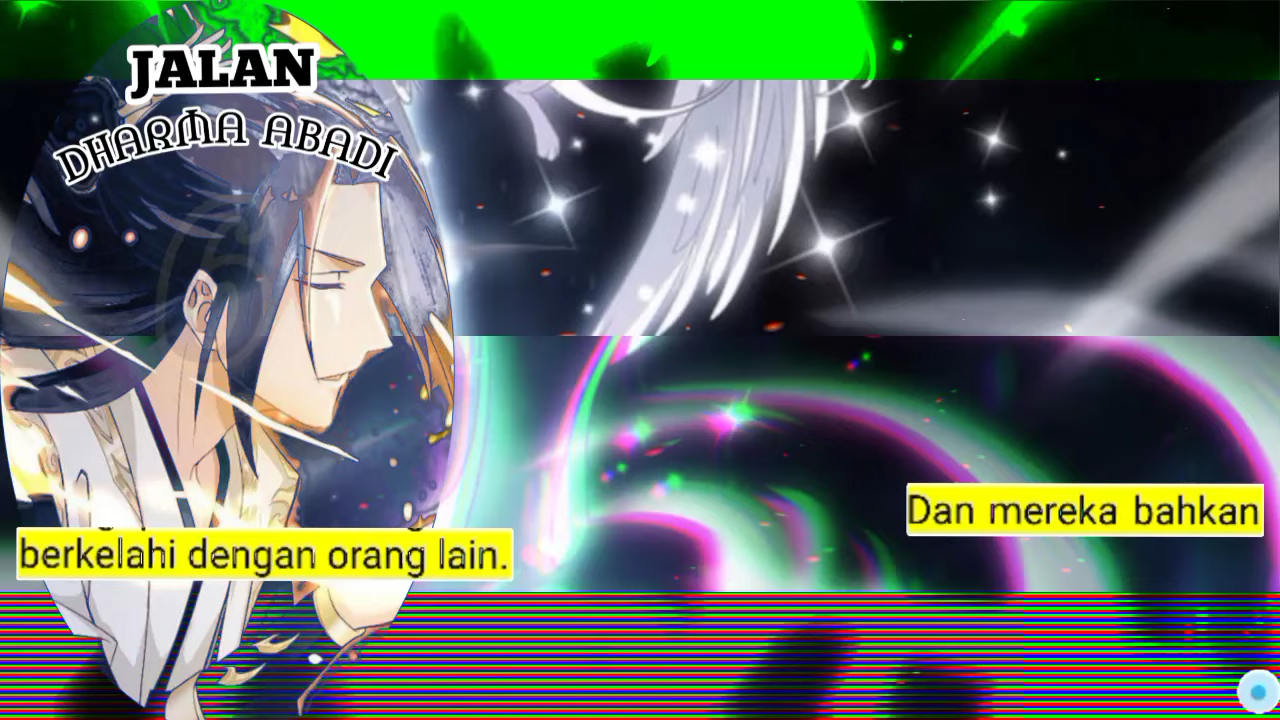 JALAN
DHARMA ABADI
Dan mereka bahkan
berkelahi dengan orang lain.